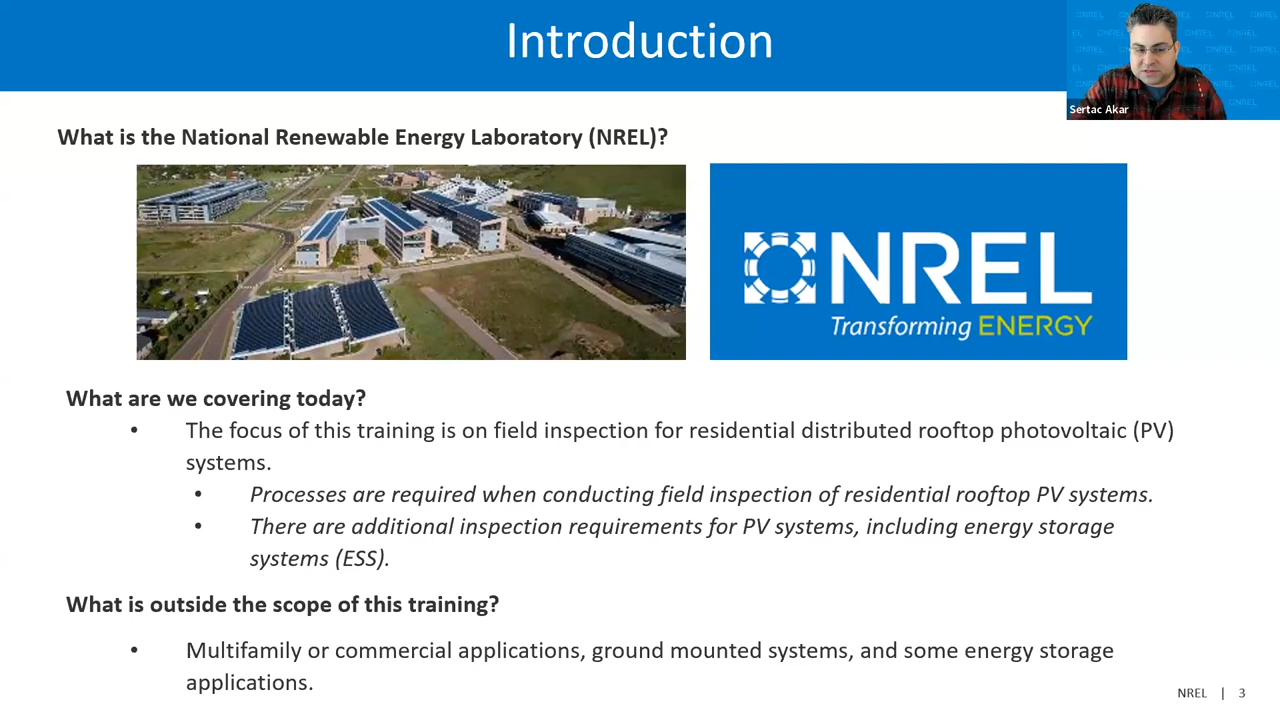 Introduction
Sertac Akar
What is the National Renewable Energy Laboratory (NREL)?
NREL
Transforming ENERGY
What are we covering today?
• The focus of this training is on field inspection for residential distributed rooftop photovoltaic (PV)
systems.
• Processes are required when conducting field inspection of residential rooftop PV systems.
• There are additional inspection requirements for PV systems, including energy storage
systems (ESS).
What is outside the scope of this training?
• Multifamily or commercial applications, ground mounted systems, and some energy storage
applications.
NREL | 3